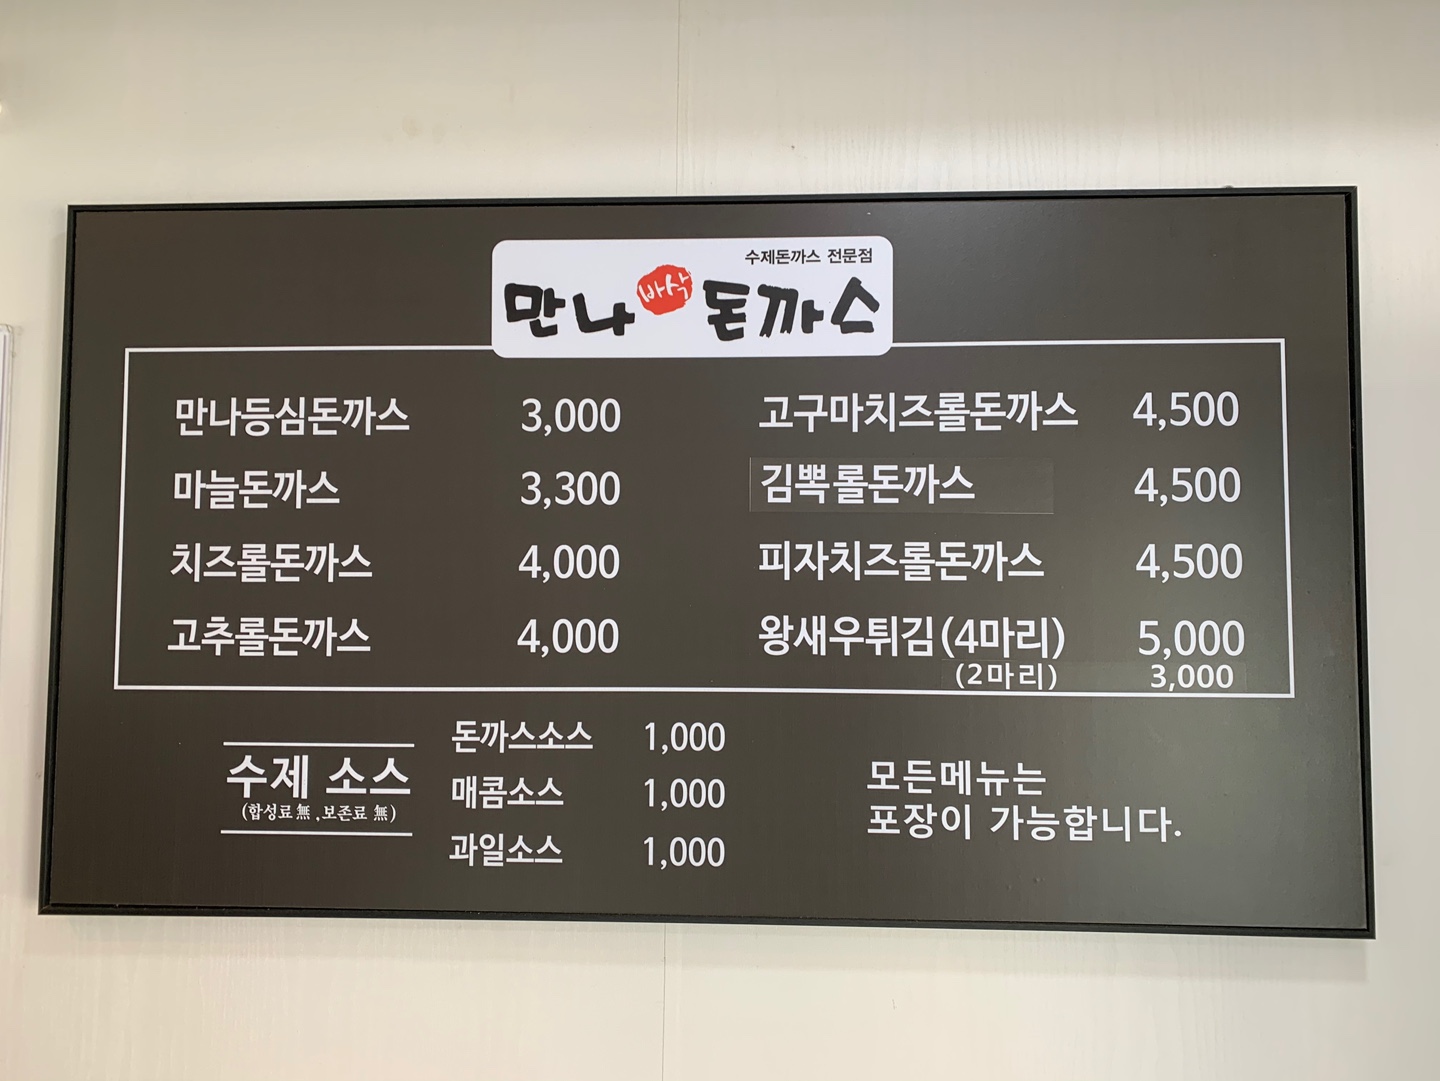 수제돈까스 전문점
만나 바삭 돈까스
만나등심돈까스 3,000
마늘돈까스 3,300
치즈롤돈까스 4,000
고추롤돈까스 4,000
고구마치즈롤돈까스 4,500
김뽁롤돈까스 4,500
피자치즈롤돈까스 4,500
왕새우튀김(4마리) 5,000
(2마리) 3,000
수제 소스
(합성료 無, 보존료 無)
돈까스소스 1,000
매콤소스 1,000
과일소스 1,000
모든메뉴는
포장이 가능합니다.